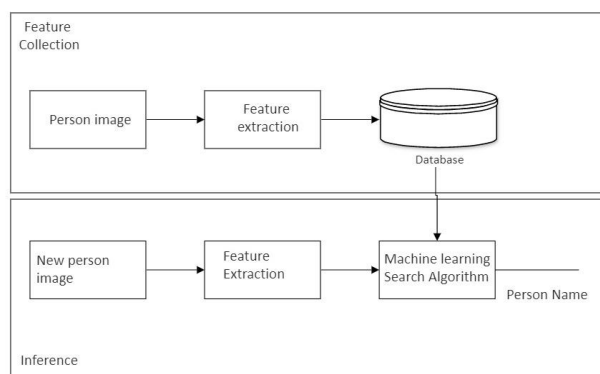 Feature
Collection
Person image
Feature
extraction
Database
New person
image
Feature
Extraction
Machine learning
Search Algorithm
Person Name
Inference